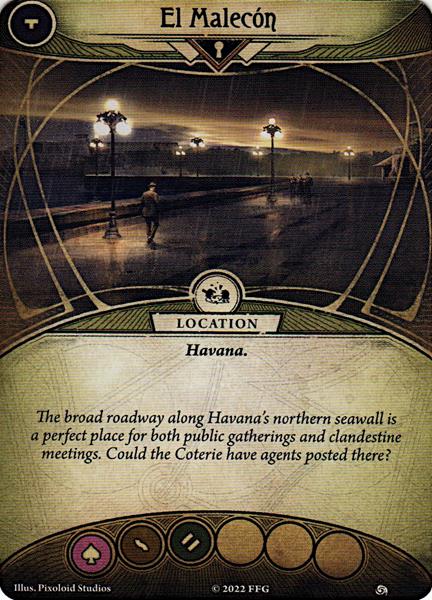 El Malecón
LOCATION
Havana.
The broad roadway along Havana's northern seawall is
a perfect place for both public gatherings and clandestine
meetings. Could the Coterie have agents posted there?
Illus. Pixoloid Studios
© 2022 FFG